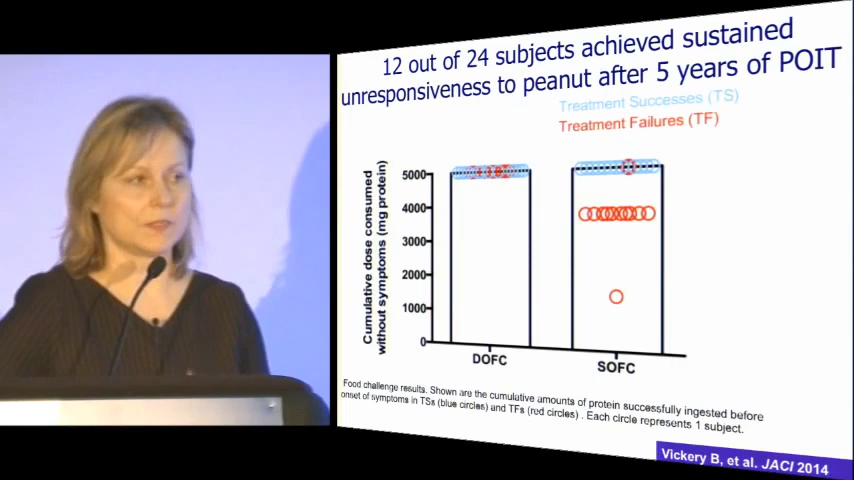 12 out of 24 subjects achieved sustained
unresponsiveness to peanut after 5 years of POIT
Treatment Successes (TS)
Treatment Failures (TF)
Cumulative dose consumed
without symptoms (mg protein)
5000
4000
3000
2000
1000
0
DOFC
SOFC
Food challenge results. Shown are the cumulative amounts of protein successfully ingested before
onset of symptoms in TSs (blue circles) and TFs (red circles) . Each circle represents 1 subject.
Vickery B, et al. JACI 2014